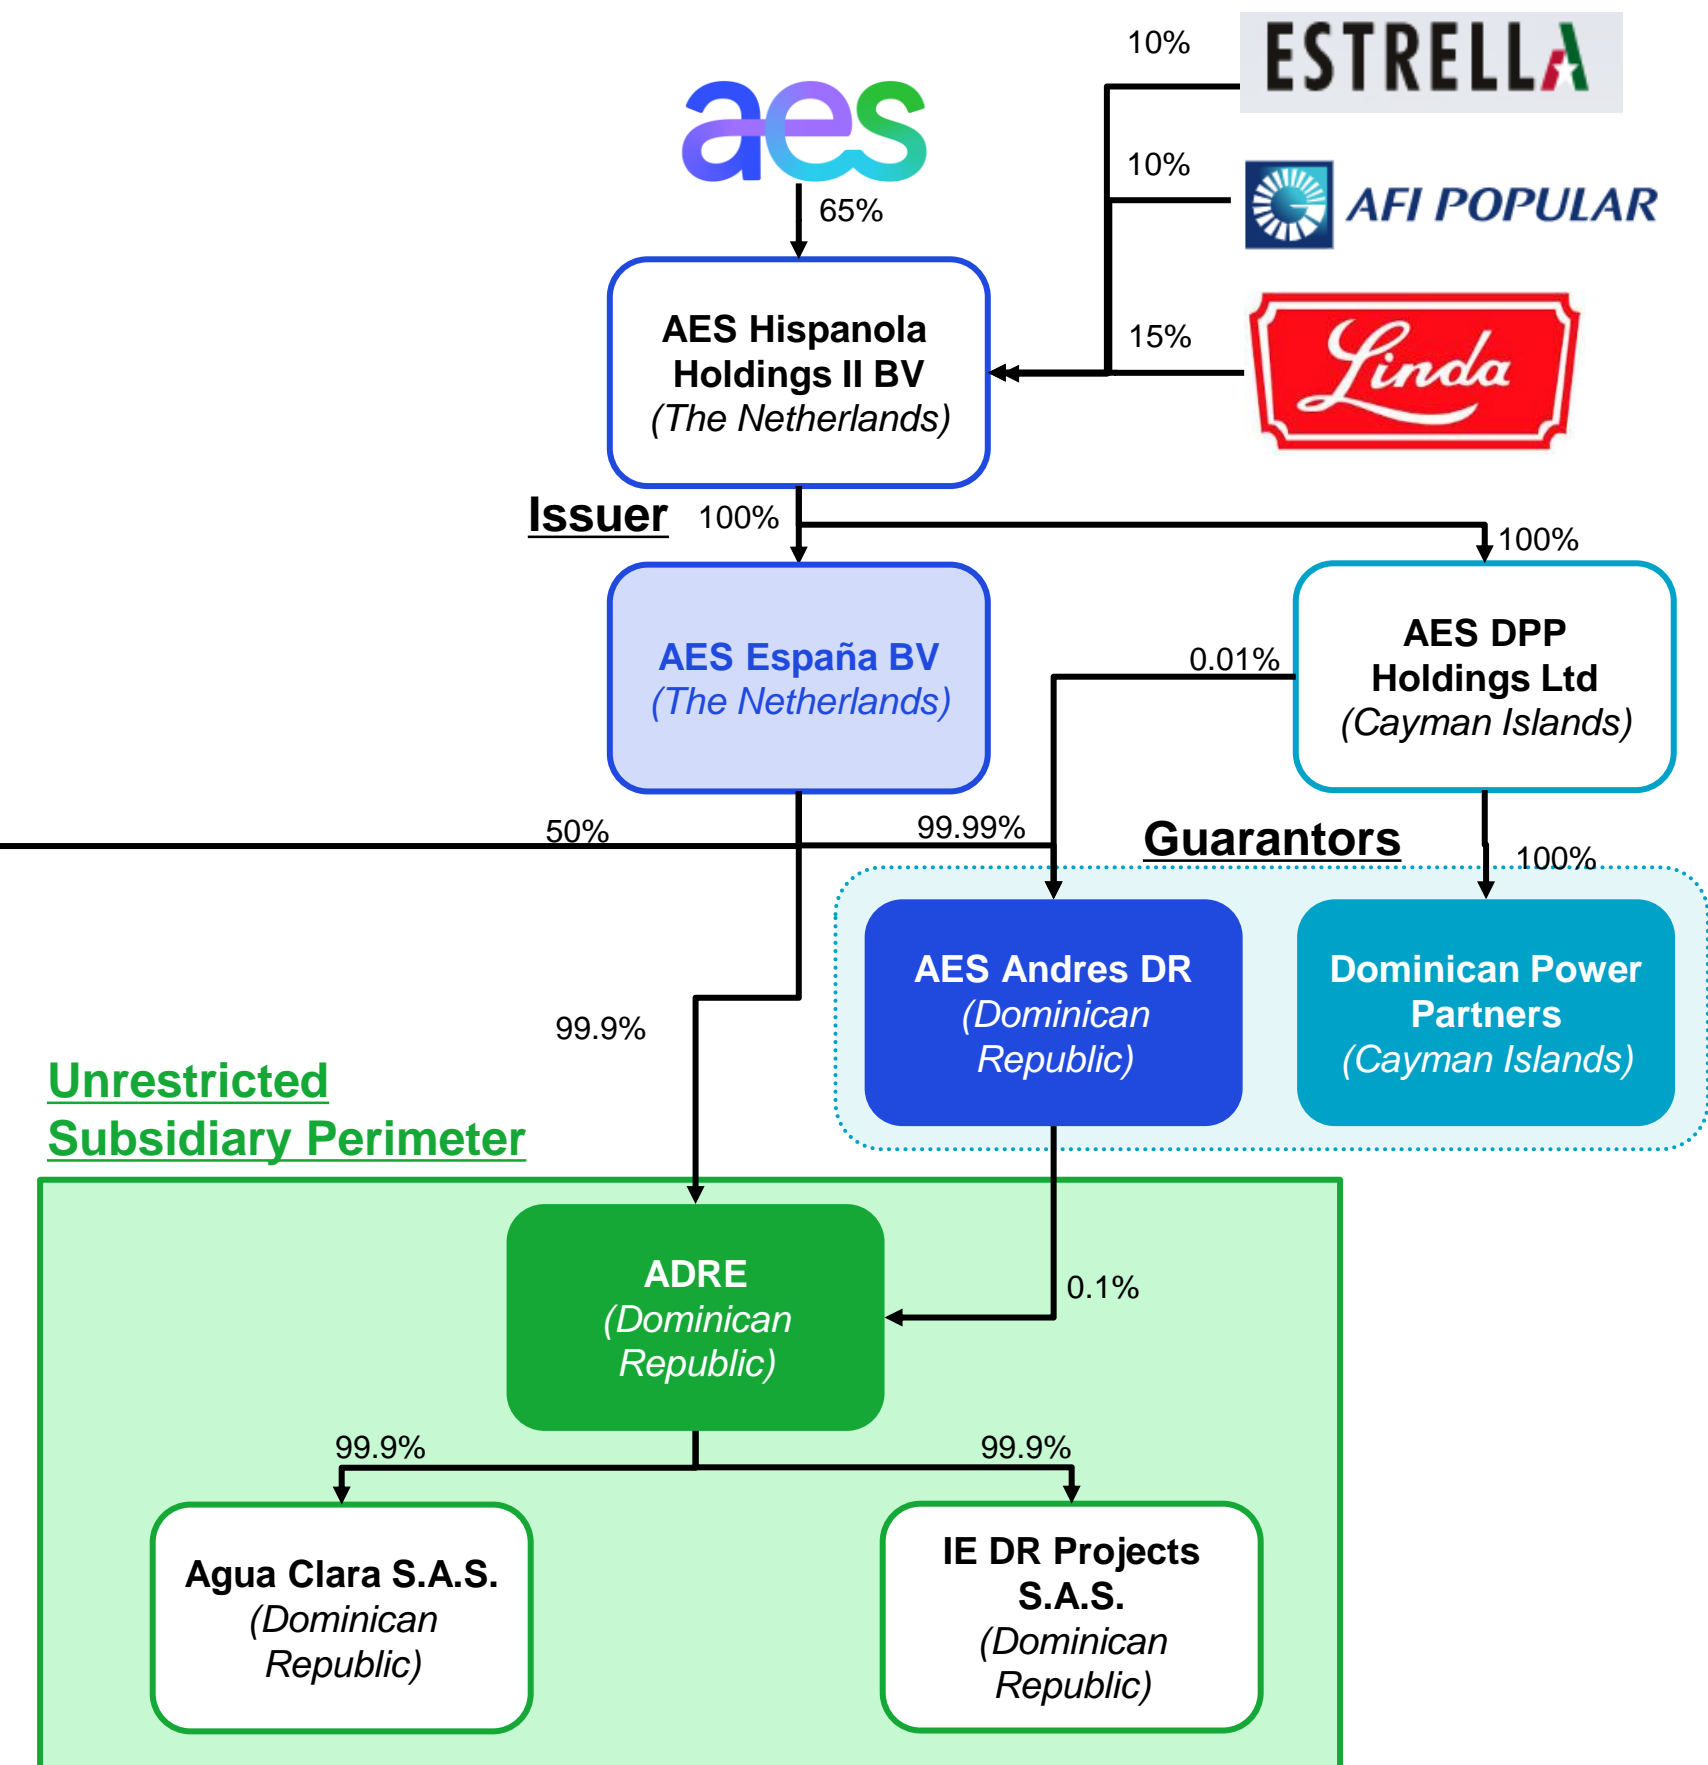 10%
ESTRELLA
aes
10%
AFI POPULAR
65%
AES Hispanola
Holdings II BV
(The Netherlands)
15%
Linda
Issuer
100%
100%
AES España BV
(The Netherlands)
0.01%
AES DPP
Holdings Ltd
(Cayman Islands)
50%
99.99%
Guarantors
100%
AES Andres DR
(Dominican
Republic)
Dominican Power
Partners
(Cayman Islands)
99.9%
Unrestricted
Subsidiary Perimeter
ADRE
(Dominican
Republic)
0.1%
99.9%
99.9%
Agua Clara S.A.S.
(Dominican
Republic)
IE DR Projects
S.A.S.
(Dominican
Republic)